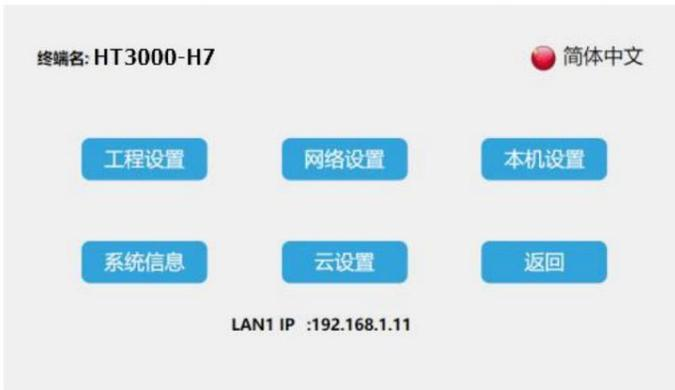 终端名: HT3000-H7
简体中文
工程设置 网络设置 本机设置
系统信息 云设置 返回
LAN1 IP :192.168.1.11